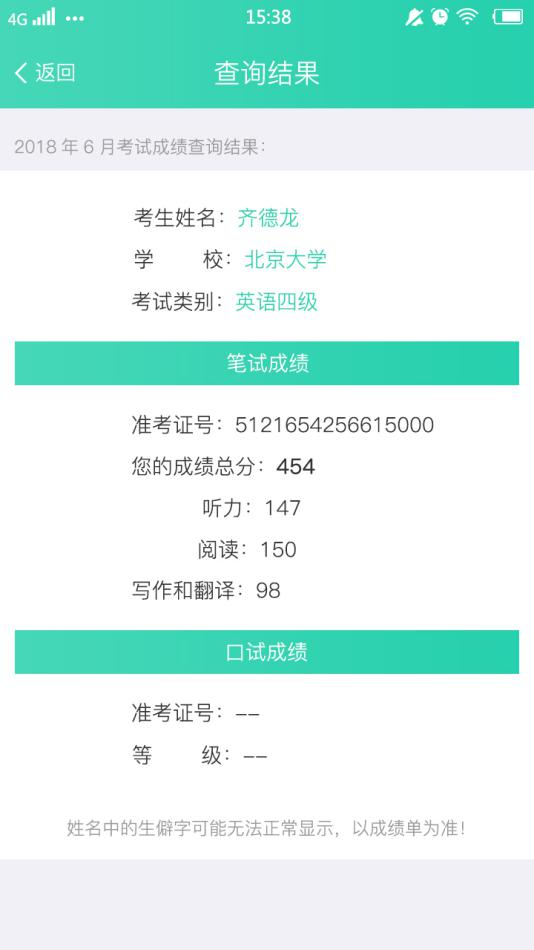 4G 15:38
返回 查询结果
2018 年 6 月考试成绩查询结果：
考生姓名：齐德龙
学 校：北京大学
考试类别：英语四级
笔试成绩
准考证号：5121654256615000
您的成绩总分：454
听力：147
阅读：150
写作和翻译：98
口试成绩
准考证号：--
等 级：--
姓名中的生僻字可能无法正常显示，以成绩单为准！